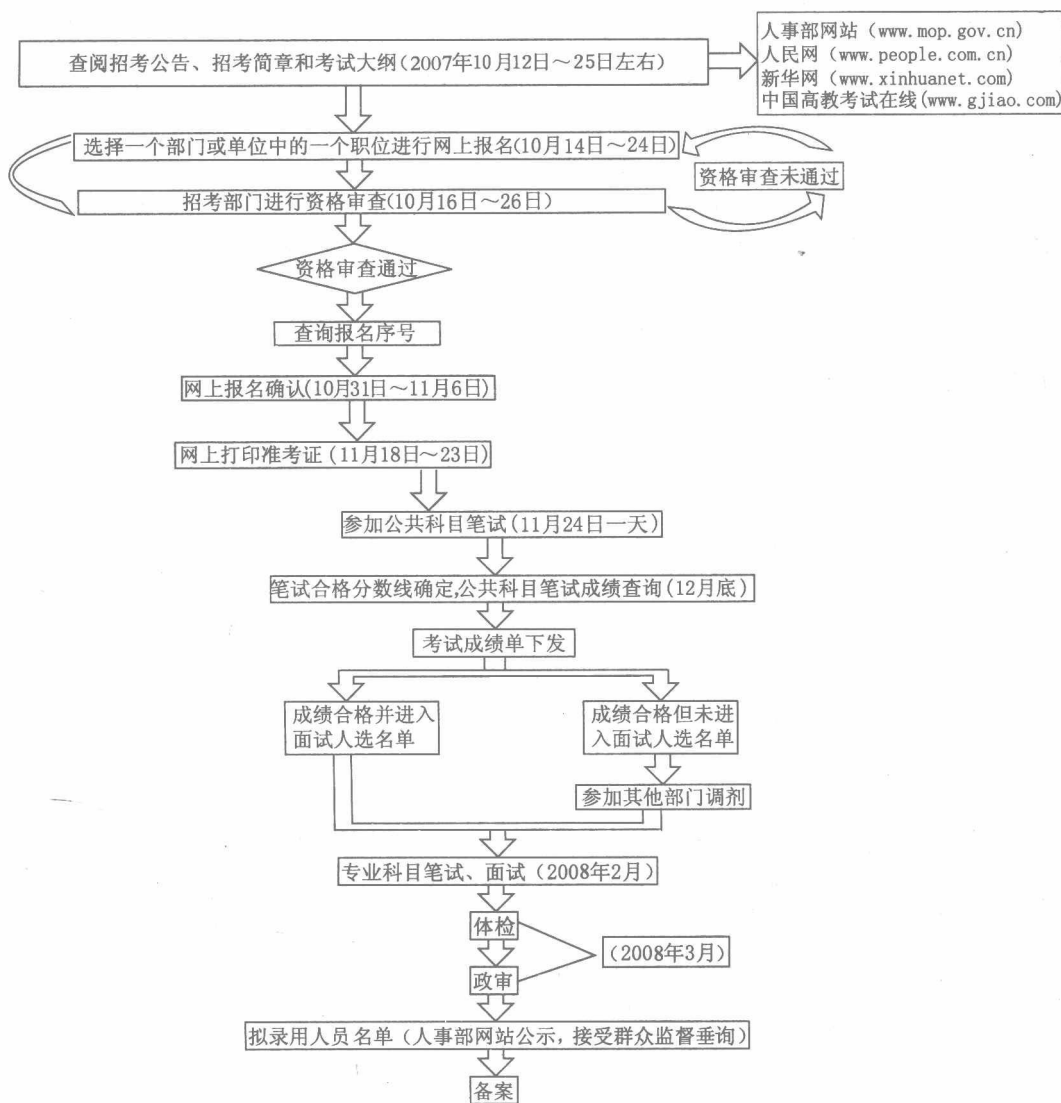 人事部网站（www.mop.gov.cn）
人民网（www.people.com.cn）
新华网（www.xinhuanet.com）
中国高教考试在线(www.gjiao.com)
查阅招考公告、招考简章和考试大纲(2007年10月12日～25日左右)
选择一个部门或单位中的一个职位进行网上报名(10月14日～24日)
资格审查未通过
招考部门进行资格审查(10月16日～26日)
资格审查通过
查询报名序号
网上报名确认(10月31日～11月6日)
网上打印准考证(11月18日～23日)
参加公共科目笔试(11月24日一天)
笔试合格分数线确定,公共科目笔试成绩查询(12月底)
考试成绩单下发
成绩合格并进入
面试人选名单
成绩合格但未进
入面试人选名单
参加其他部门调剂
专业科目笔试、面试（2008年2月）
体检
（2008年3月）
政审
拟录用人员名单（人事部网站公示，接受群众监督垂询）
备案